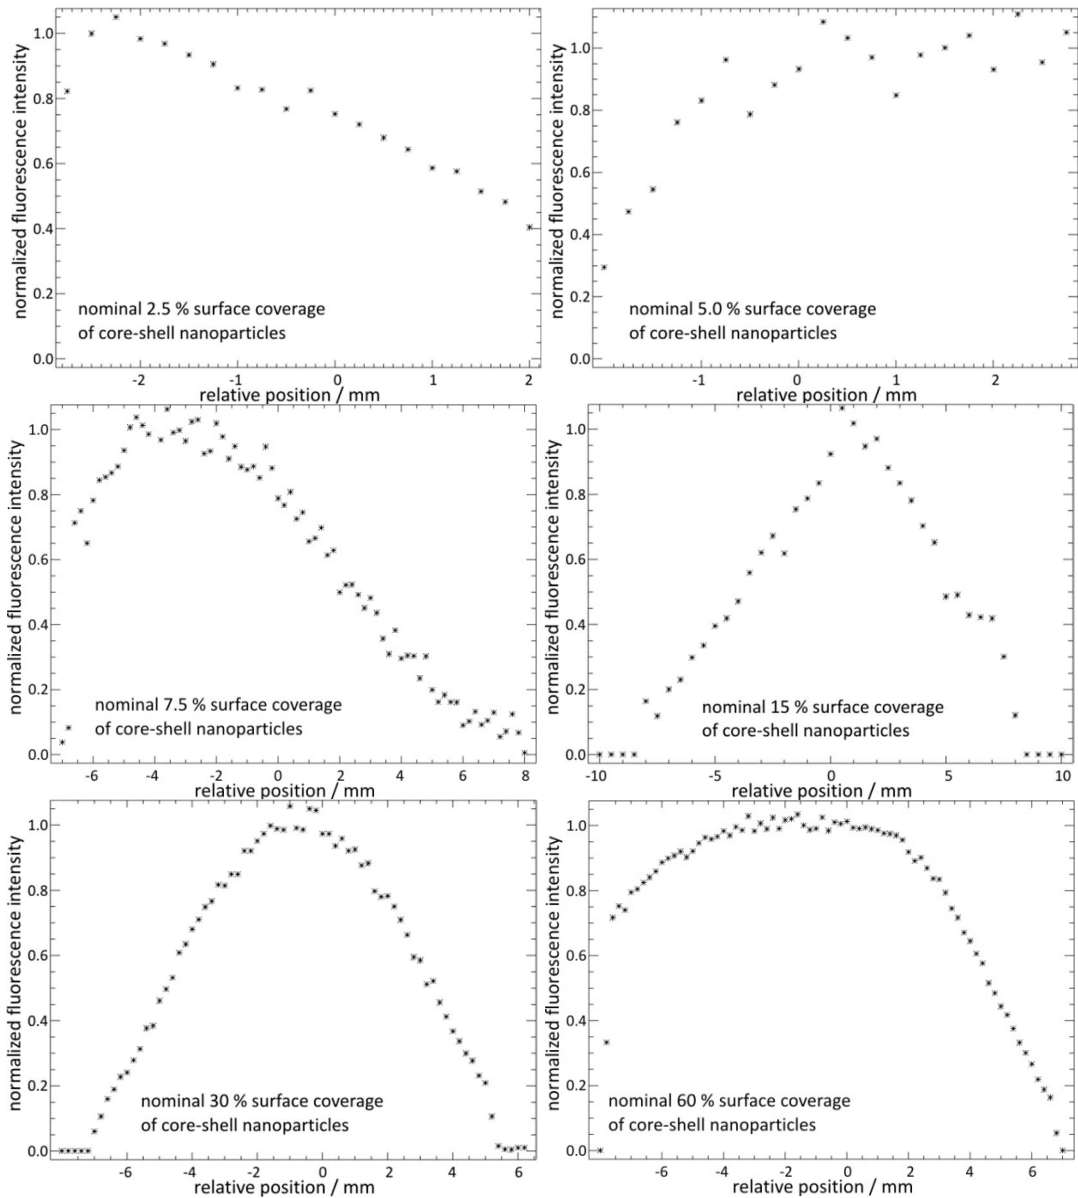 normalized fluorescence intensity
1.0
0.8
0.6
0.4
0.2
0.0
nominal 2.5 % surface coverage
of core-shell nanoparticles
-2 -1 0 1 2
relative position / mm
normalized fluorescence intensity
1.0
0.8
0.6
0.4
0.2
0.0
nominal 5.0 % surface coverage
of core-shell nanoparticles
-1 0 1 2
relative position / mm
normalized fluorescence intensity
1.0
0.8
0.6
0.4
0.2
0.0
nominal 7.5 % surface coverage
of core-shell nanoparticles
-6 -4 -2 0 2 4 6 8
relative position / mm
normalized fluorescence intensity
1.0
0.8
0.6
0.4
0.2
0.0
nominal 15 % surface coverage
of core-shell nanoparticles
-10 -5 0 5 10
relative position / mm
normalized fluorescence intensity
1.0
0.8
0.6
0.4
0.2
0.0
nominal 30 % surface coverage
of core-shell nanoparticles
-6 -4 -2 0 2 4 6
relative position / mm
normalized fluorescence intensity
1.0
0.8
0.6
0.4
0.2
0.0
nominal 60 % surface coverage
of core-shell nanoparticles
-8 -6 -4 -2 0 2 4 6
relative position / mm